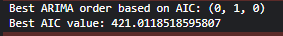 Best ARIMA order based on AIC: (0, 1, 0)
Best AIC value: 421.0118518595807